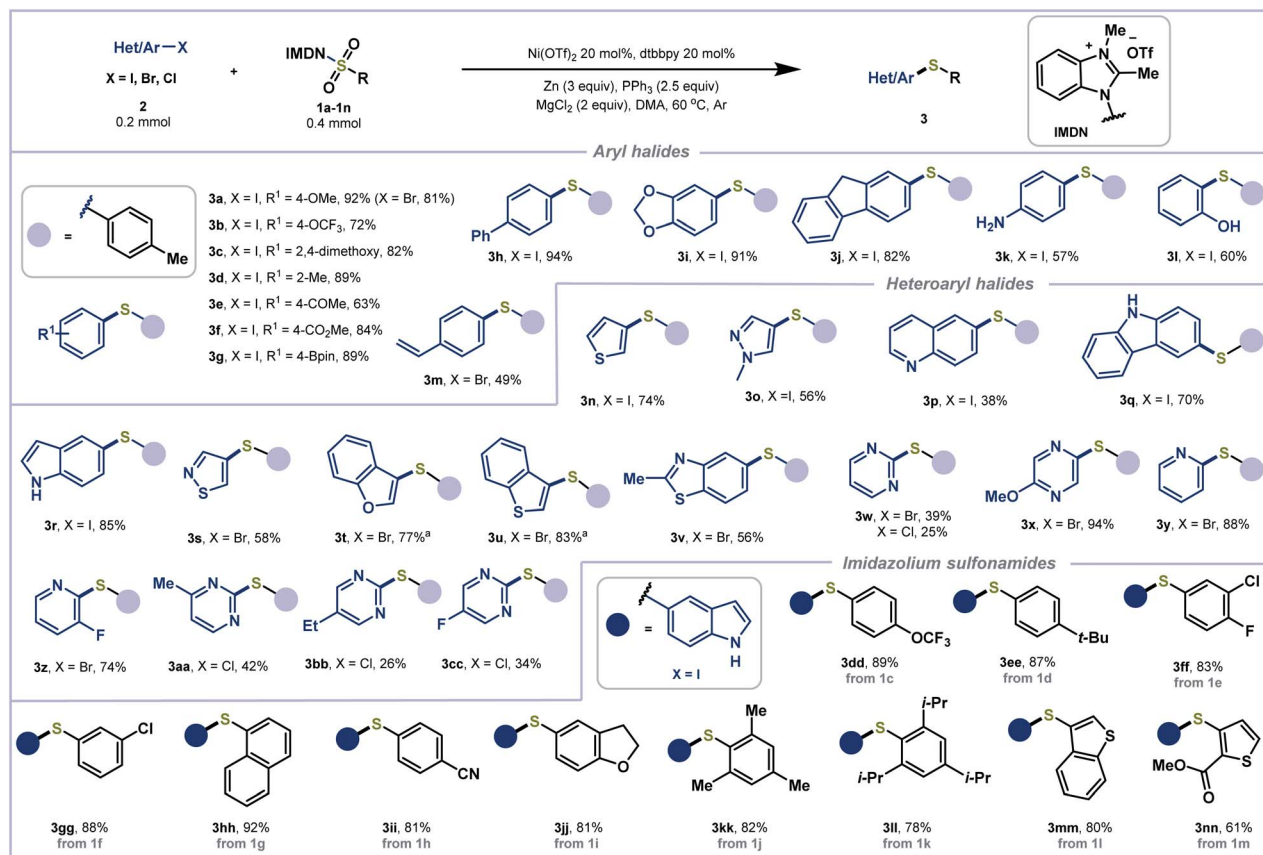 Het/Ar—X
X = I, Br, Cl
2
0.2 mmol
+
IMDN
O
S
O
R
1a-1n
0.4 mmol
Ni(OTf)2 20 mol%, dtbbpy 20 mol%
Zn (3 equiv), PPh3 (2.5 equiv)
MgCl2 (2 equiv), DMA, 60 °C, Ar
Het/Ar S R
3
Me
N
+
−
OTf
Me
N
IMDN
Aryl halides
=
Me
R1
S
3a, X = I, R1 = 4-OMe, 92% (X = Br, 81%)
3b, X = I, R1 = 4-OCF3, 72%
3c, X = I, R1 = 2,4-dimethoxy, 82%
3d, X = I, R1 = 2-Me, 89%
3e, X = I, R1 = 4-COMe, 63%
3f, X = I, R1 = 4-CO2Me, 84%
3g, X = I, R1 = 4-Bpin, 89%
S
Ph
3h, X = I, 94%
O
O
S
3i, X = I, 91%
S
3j, X = I, 82%
S
H2N
3k, X = I, 57%
S
OH
3l, X = I, 60%
S
3m, X = Br, 49%
Heteroaryl halides
S
S
3n, X = I, 74%
N
N
S
3o, X =I, 56%
N
S
3p, X = I, 38%
H
N
S
3q, X = I, 70%
N
H
S
3r, X = I, 85%
N
S
S
3s, X = Br, 58%
S
O
3t, X = Br, 77%a
S
S
3u, X = Br, 83%a
Me
N
S
S
3v, X = Br, 56%
N
N
S
3w, X = Br, 39%
X = Cl, 25%
N
N
S
MeO
3x, X = Br, 94%
N
S
3y, X = Br, 88%
N
S
F
3z, X = Br, 74%
Me
N
N
S
3aa, X = Cl, 42%
N
N
S
Et
3bb, X = Cl, 26%
N
N
S
F
3cc, X = Cl, 34%
Imidazolium sulfonamides
=
N
H
X = I
S
OCF3
3dd, 89%
from 1c
S
t-Bu
3ee, 87%
from 1d
S
Cl
F
3ff, 83%
from 1e
S
Cl
3gg, 88%
from 1f
S
3hh, 92%
from 1g
S
CN
3ii, 81%
from 1h
S
O
3jj, 81%
from 1i
S
Me
Me
Me
3kk, 82%
from 1j
S
i-Pr
i-Pr
i-Pr
3ll, 78%
from 1k
S
S
3mm, 80%
from 1l
S
S
MeO
O
3nn, 61%
from 1m